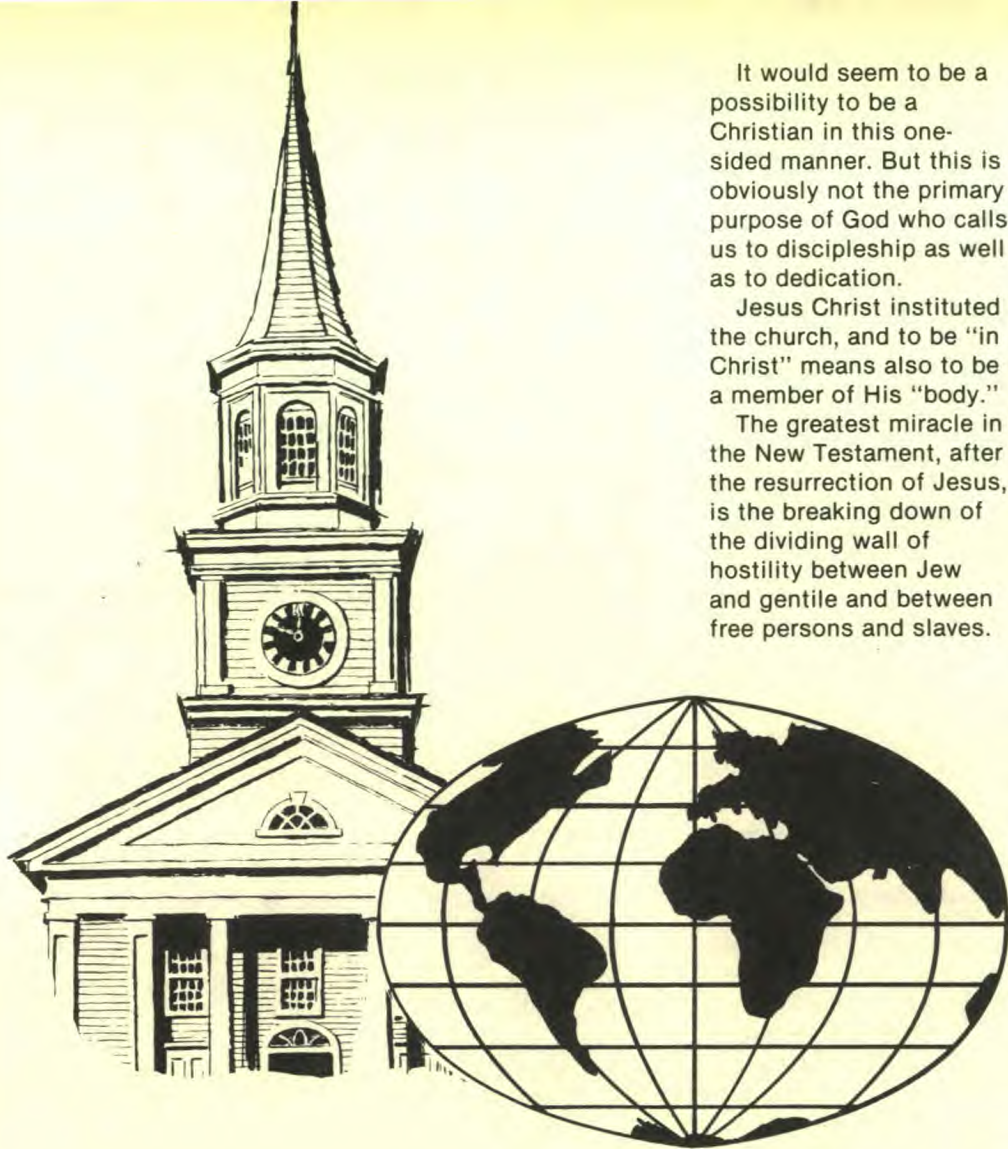 It would seem to be a
possibility to be a
Christian in this one-
sided manner. But this is
obviously not the primary
purpose of God who calls
us to discipleship as well
as to dedication.
Jesus Christ instituted
the church, and to be "in
Christ" means also to be
a member of His "body."
The greatest miracle in
the New Testament, after
the resurrection of Jesus,
is the breaking down of
the dividing wall of
hostility between Jew
and gentile and between
free persons and slaves.